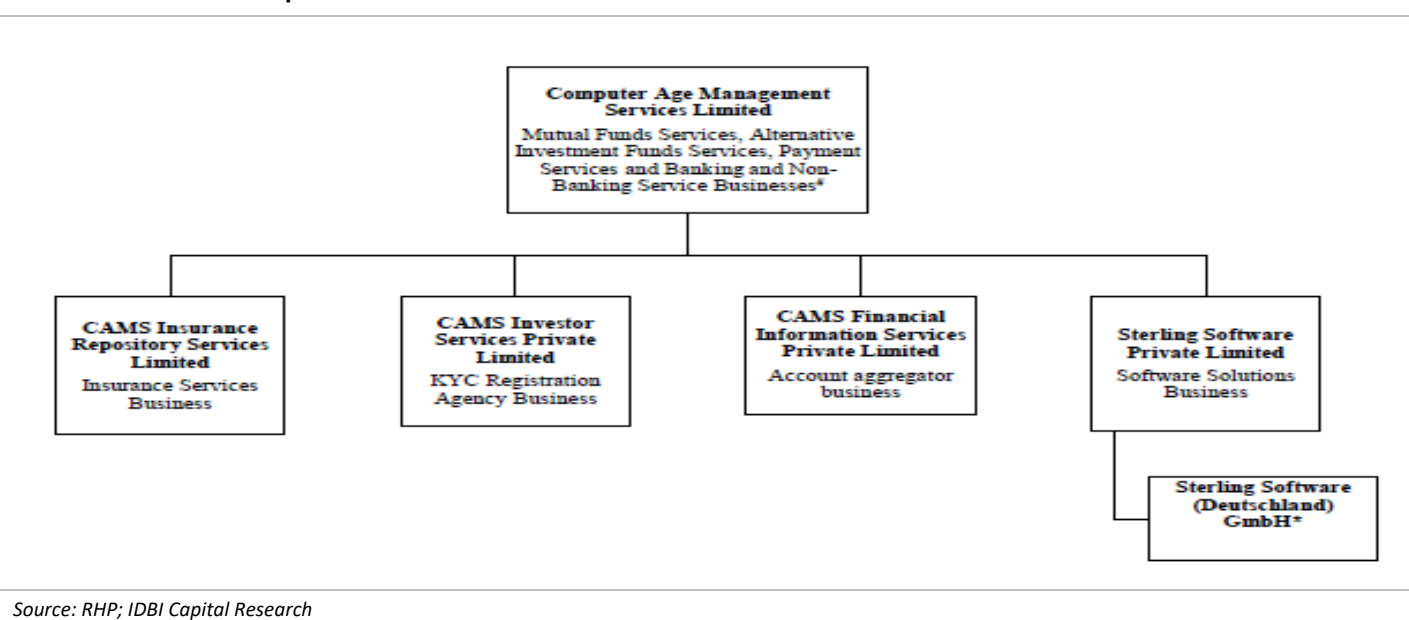 Computer Age Management
Services Limited
Mutual Funds Services, Alternative
Investment Funds Services, Payment
Services and Banking and Non-
Banking Service Businesses#
CAMS Insurance
Repository Services
Limited
Insurance Services
Business
CAMS Investor
Services Private
Limited
KYC Registration
Agency Business
CAMS Financial
Information Services
Private Limited
Account aggregator
business
Sterling Software
Private Limited
Software Solutions
Business
Sterling Software
(Deutschland)
GmbH*
Source: RHP; IDBI Capital Research